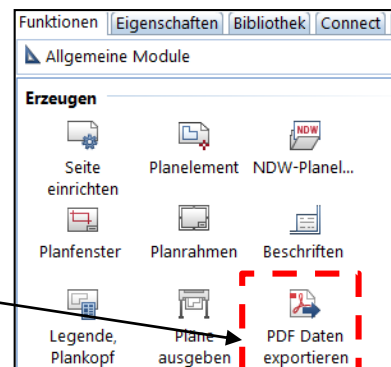 Funktionen Eigenschaften Bibliothek Connect
Allgemeine Module
Erzeugen
NDW
Seite einrichten
Planelement
NDW-Planel...
Planfenster
Planrahmen
Beschriften
Legende, Plankopf
Pläne ausgeben
PDF Daten exportieren